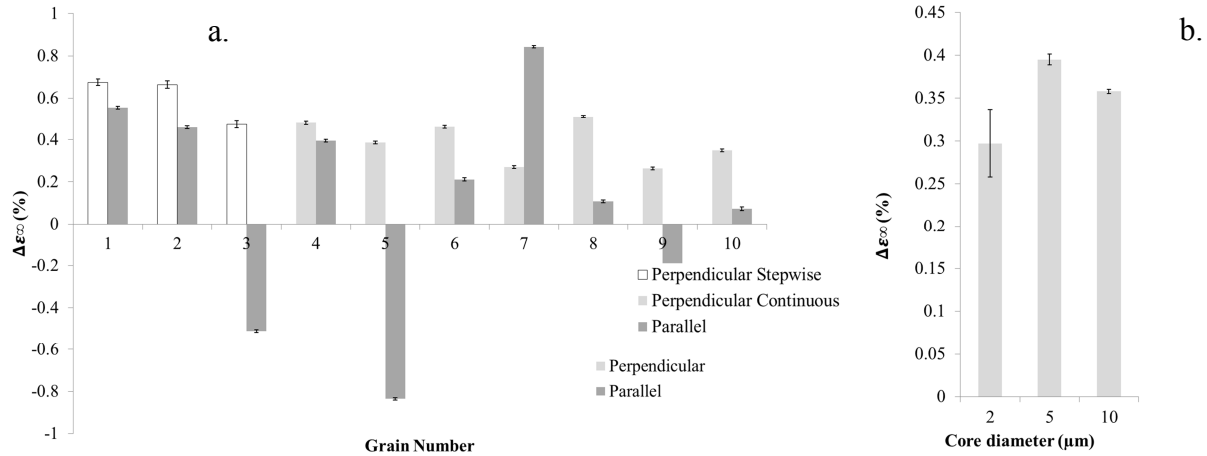 a.
1
0.8
0.6
0.4
0.2
0
-0.2
-0.4
-0.6
-0.8
-1
Δε∞ (%)
1 2 3 4 5 6 7 8 9 10
Perpendicular Stepwise
Perpendicular Continuous
Parallel
Perpendicular
Parallel
Grain Number
b.
0.45
0.4
0.35
0.3
0.25
0.2
0.15
0.1
0.05
0
Δε∞ (%)
2 5 10
Core diameter (μm)